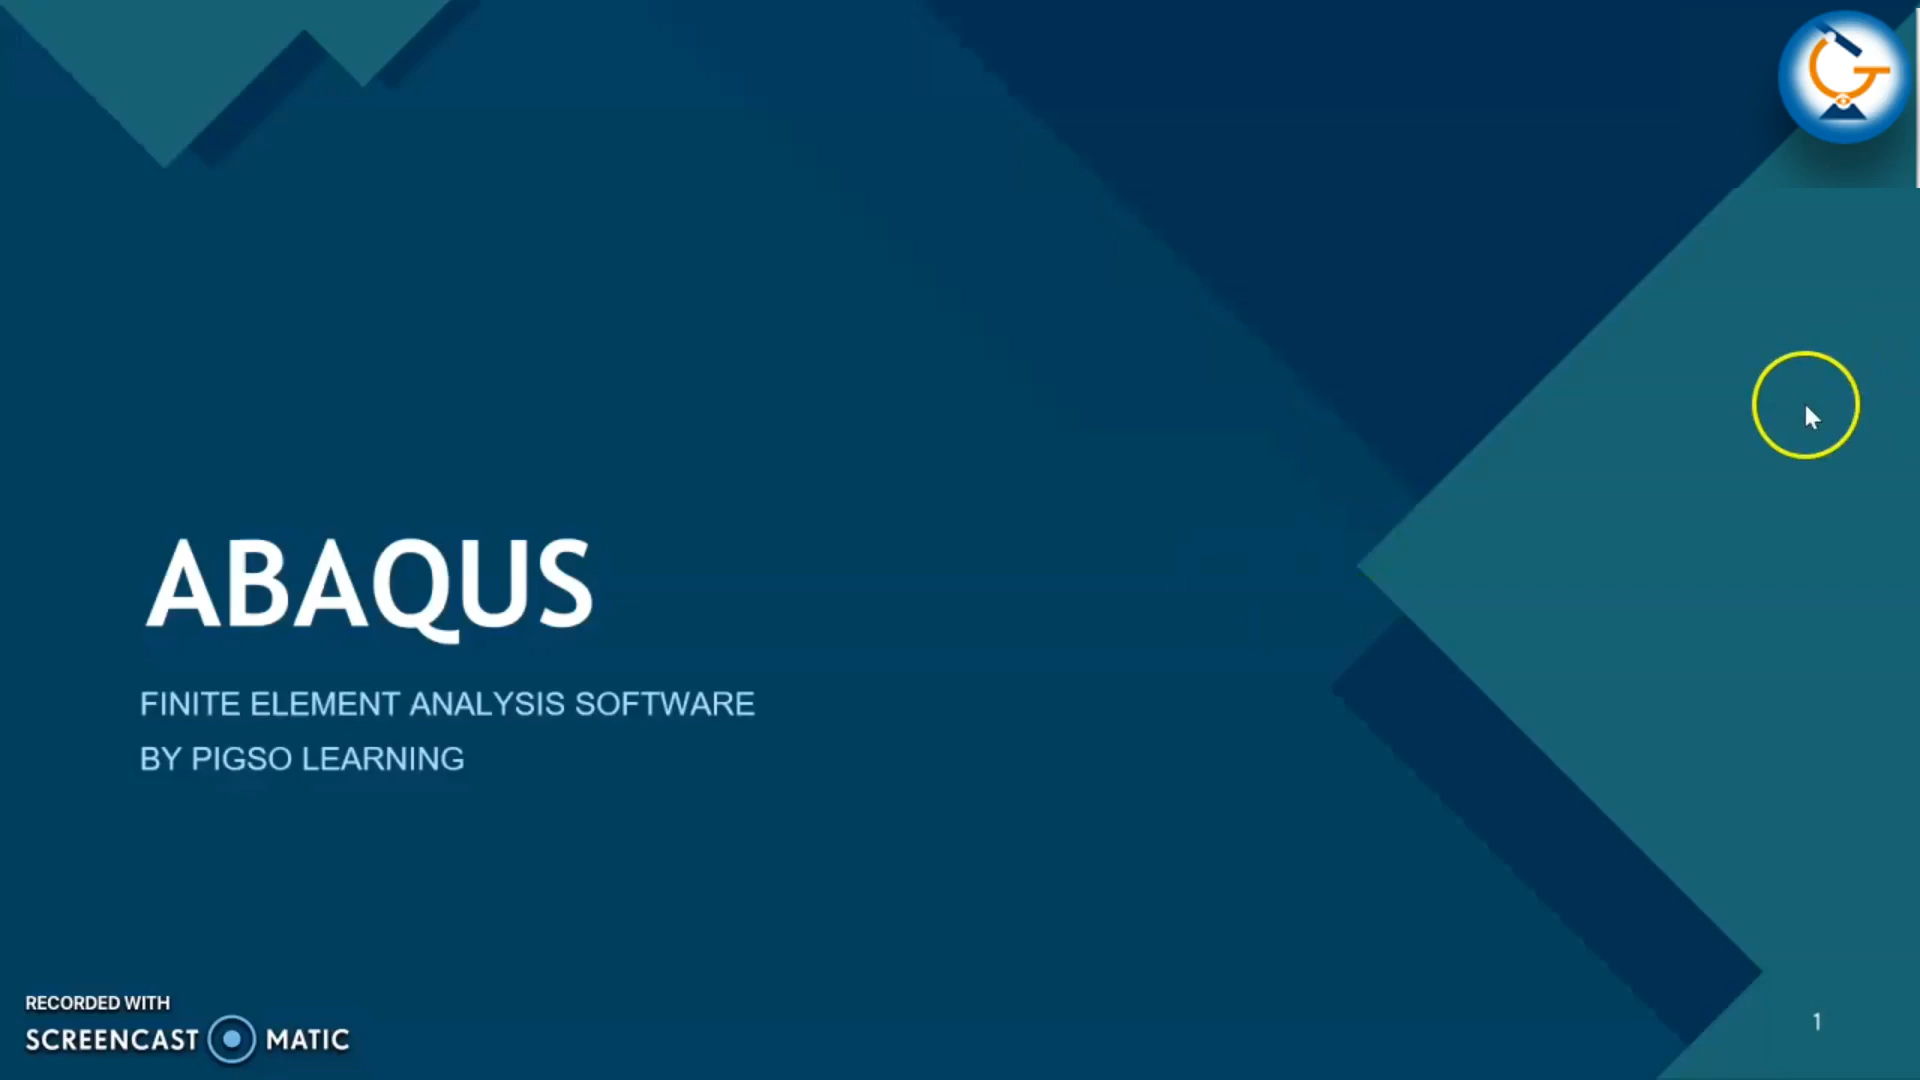 ABAQUS
FINITE ELEMENT ANALYSIS SOFTWARE
BY PIGSO LEARNING
RECORDED WITH
SCREENCAST MATIC
1